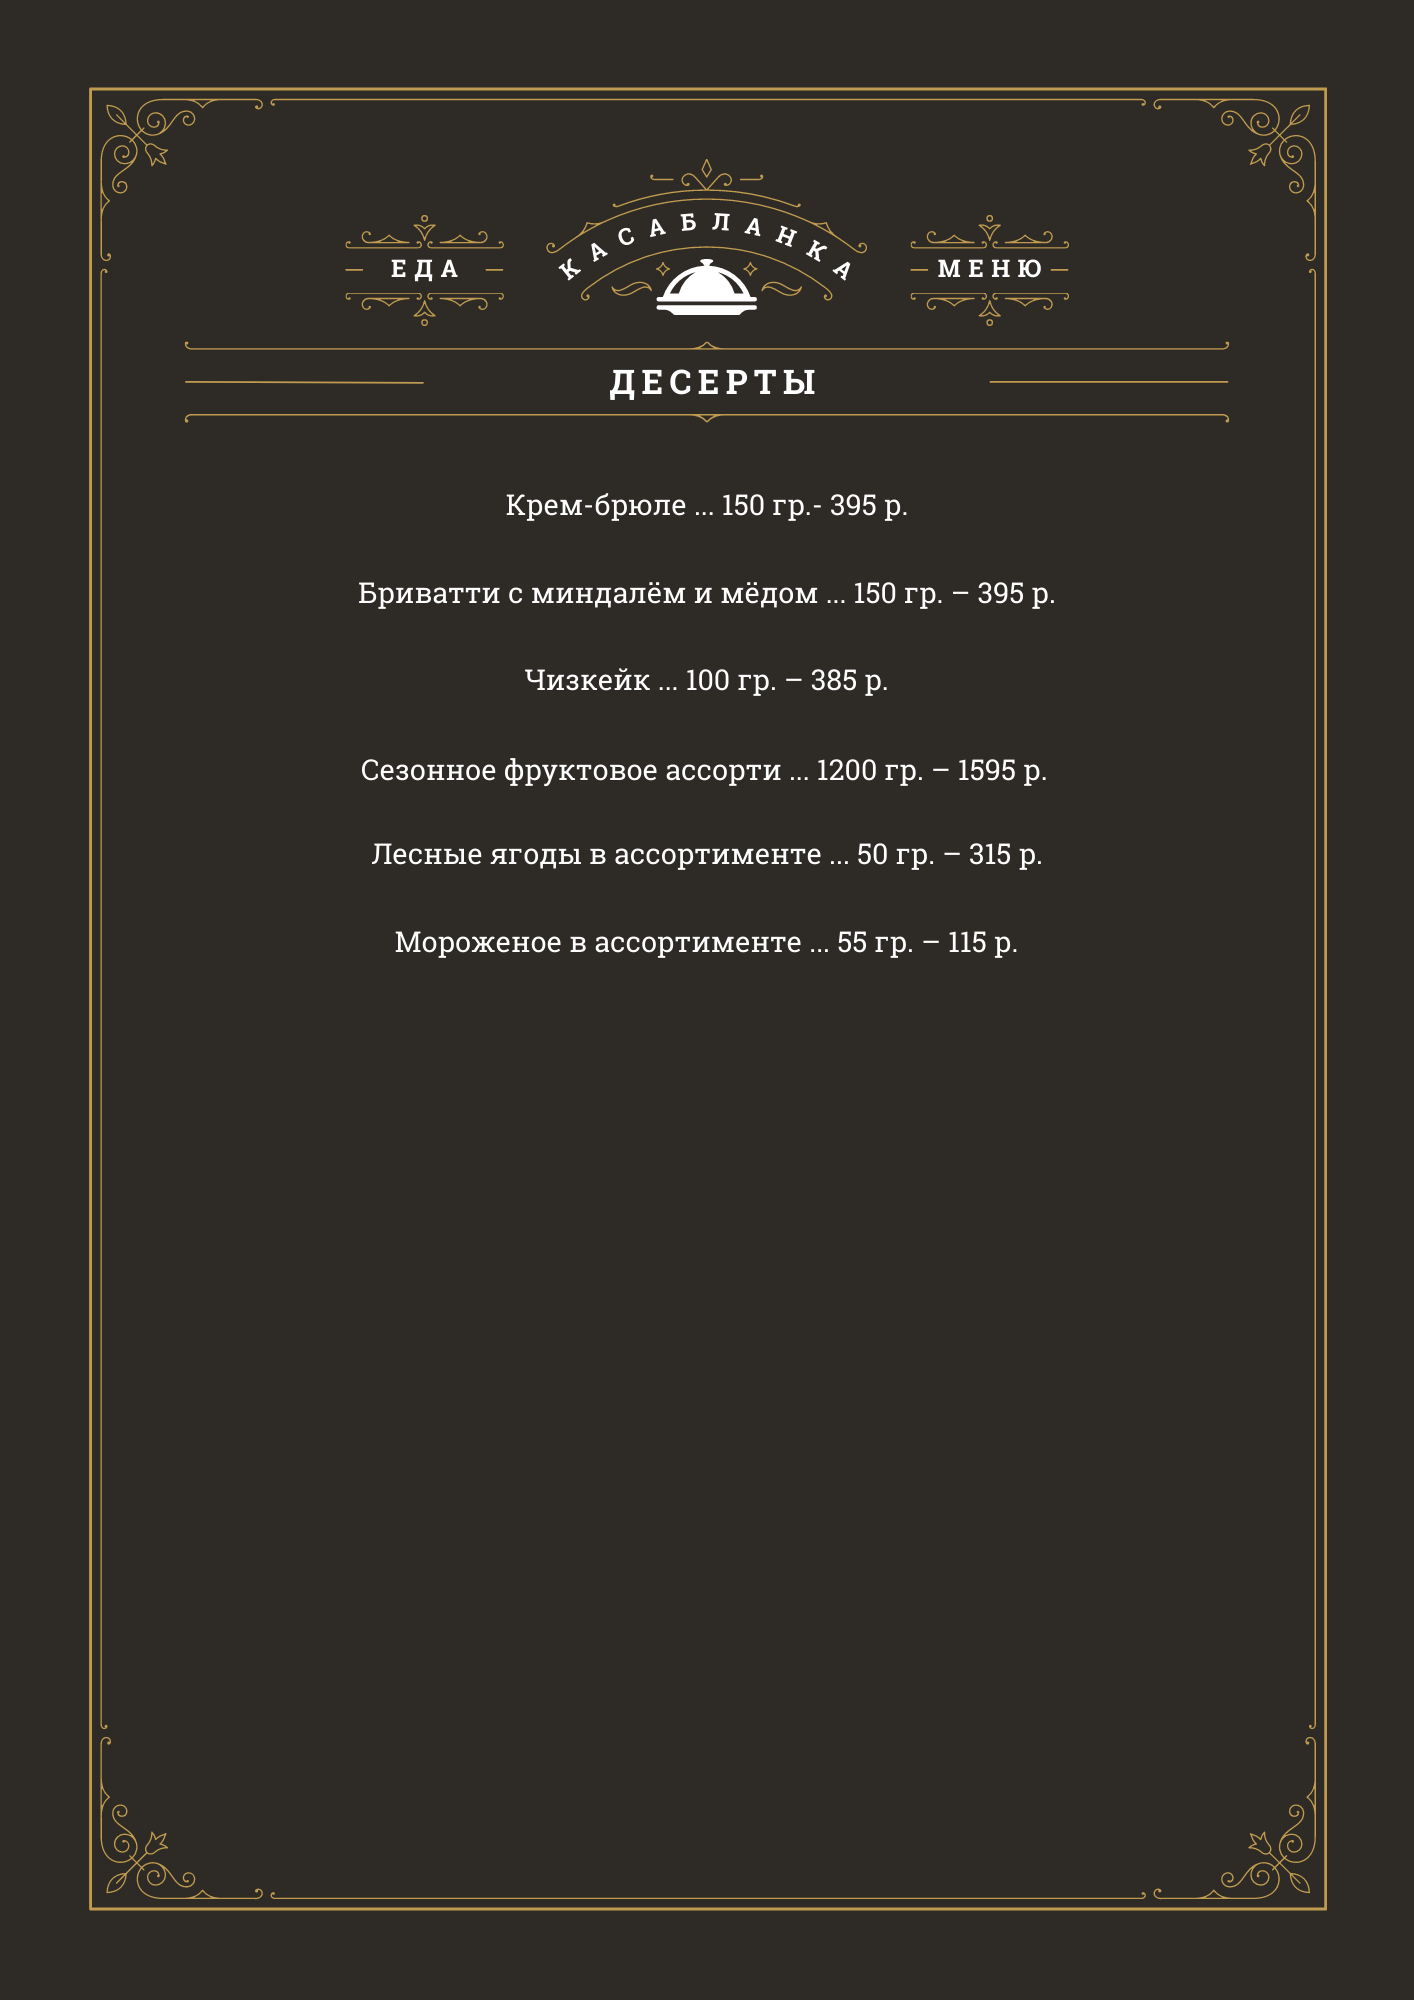 КАСАБЛАНКА
ЕДА
МЕНЮ
ДЕСЕРТЫ
Крем-брюле ... 150 гр.- 395 р.
Бриватти с миндалём и мёдом ... 150 гр. – 395 р.
Чизкейк ... 100 гр. – 385 р.
Сезонное фруктовое ассорти ... 1200 гр. – 1595 р.
Лесные ягоды в ассортименте ... 50 гр. – 315 р.
Мороженое в ассортименте ... 55 гр. – 115 р.